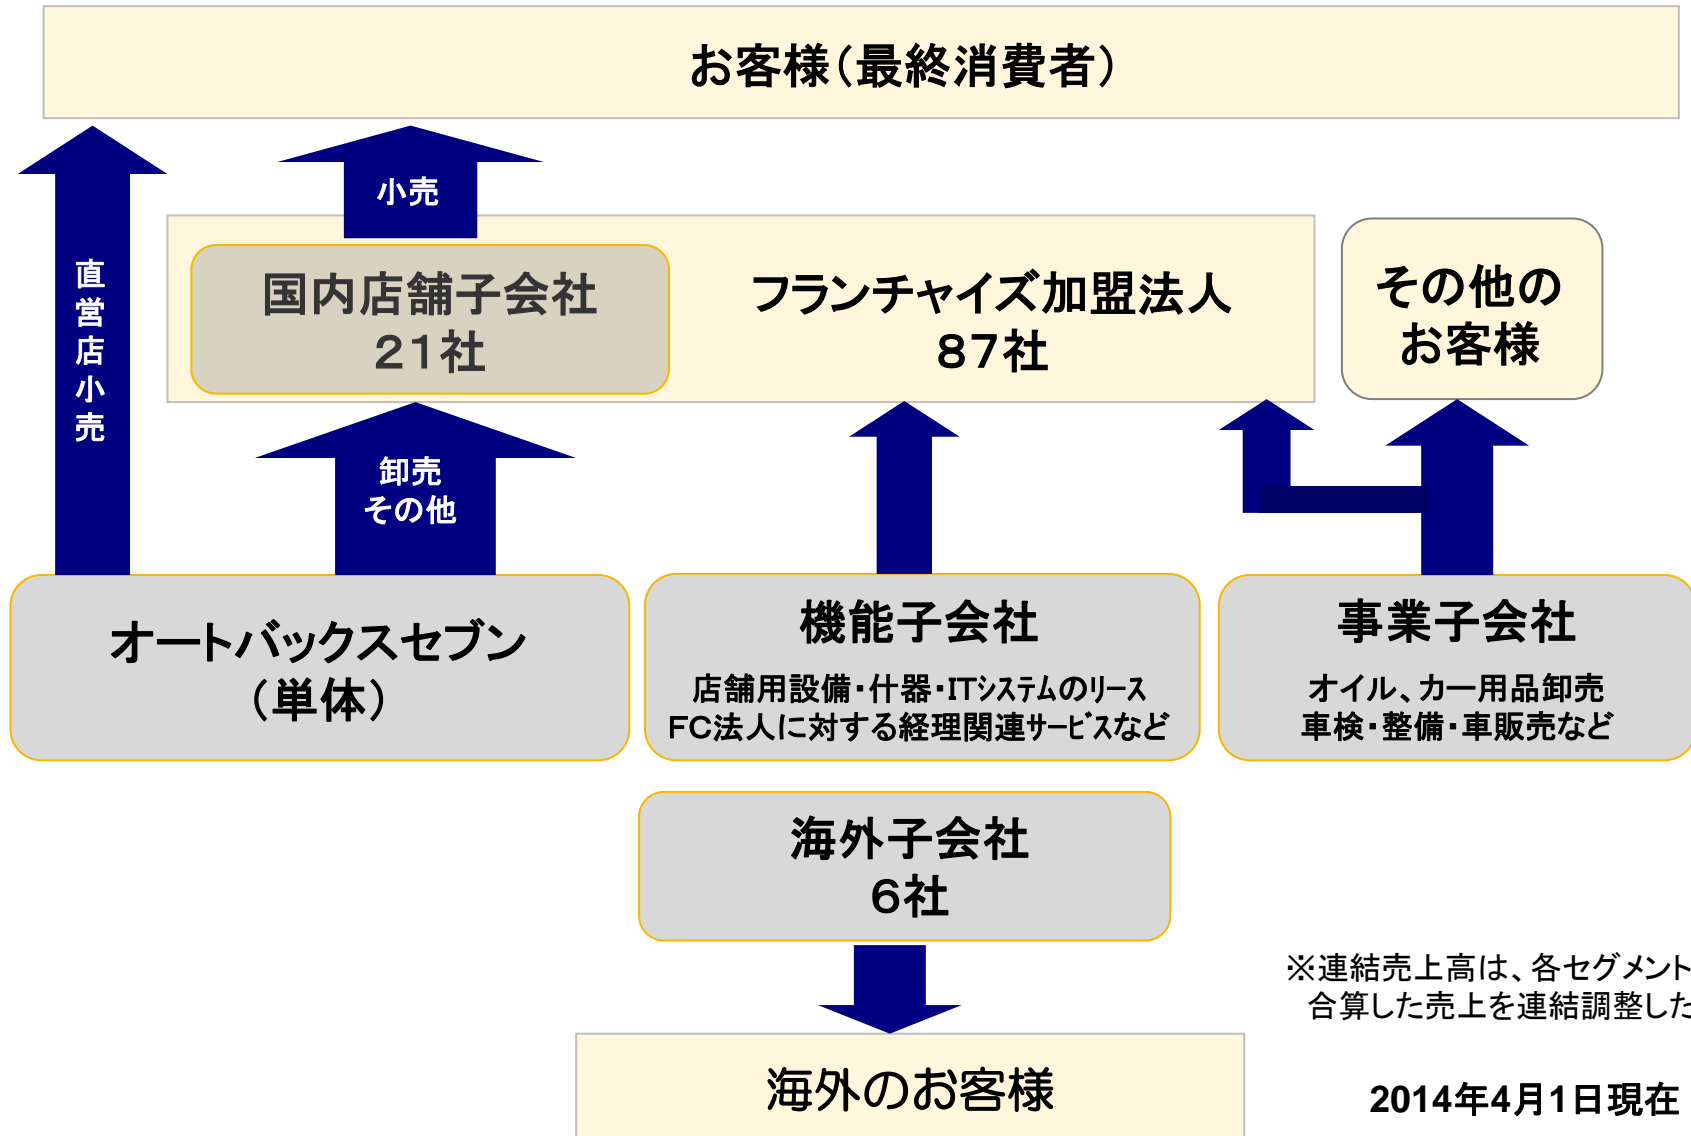 お客様（最終消費者）
小売
直営店小売
国内店舗子会社
２１社
フランチャイズ加盟法人
８７社
その他の
お客様
卸売
その他
オートバックスセブン
（単体）
機能子会社
店舗用設備・什器・ITｼｽﾃﾑのﾘｰｽ
ＦＣ法人に対する経理関連ｻｰﾋﾞｽなど
事業子会社
オイル、カー用品卸売
車検・整備・車販売など
海外子会社
６社
※連結売上高は、各セグメント
合算した売上を連結調整した
海外のお客様
2014年4月1日現在